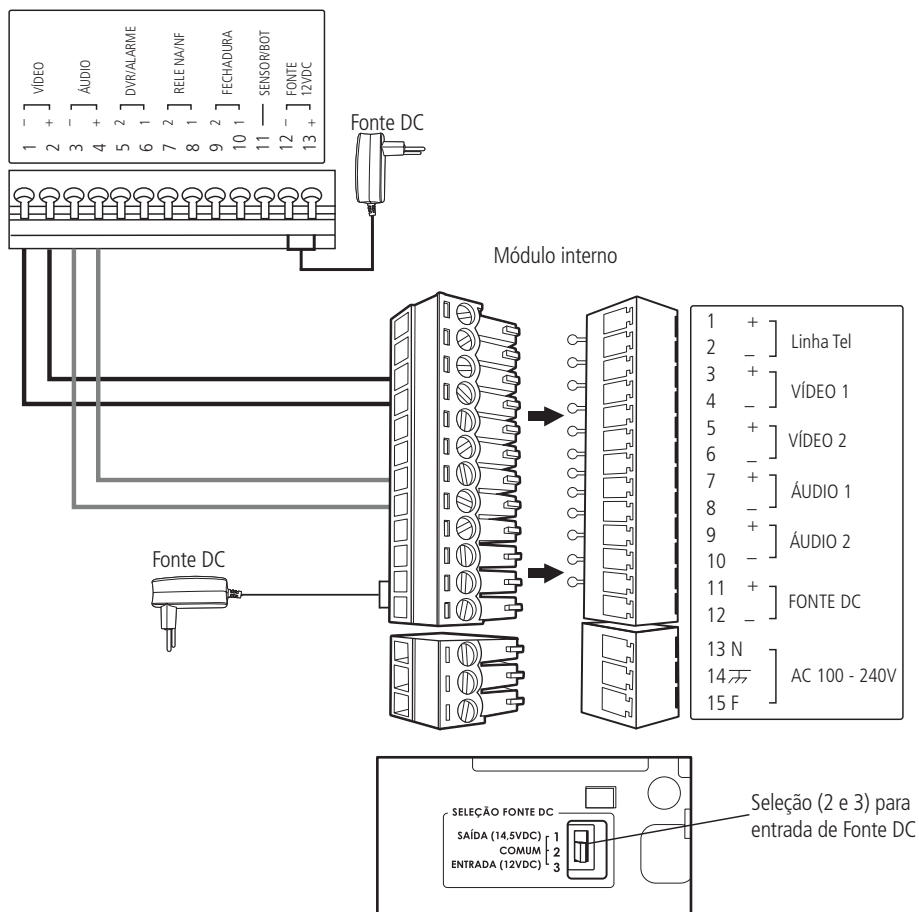 VÍDEO
ÁUDIO
DVR/ALARME
RELE NA/NF
FECHADURA
SENSOR/BOT
FONTE
12VDC
– + – + 2 1 2 1 2 1 – +
1 2 3 4 5 6 7 8 9 10 11 12 13
Fonte DC
Módulo interno
1 +
2 – Linha Tel
3 +
4 – VÍDEO 1
5 +
6 – VÍDEO 2
7 +
8 – ÁUDIO 1
9 +
10 – ÁUDIO 2
11 +
12 – FONTE DC
13 N
14 AC 100 - 240V
15 F
Fonte DC
SELEÇÃO FONTE DC
SAÍDA (14,5VDC) 1
COMUM 2
ENTRADA (12VDC) 3
Seleção (2 e 3) para
entrada de Fonte DC